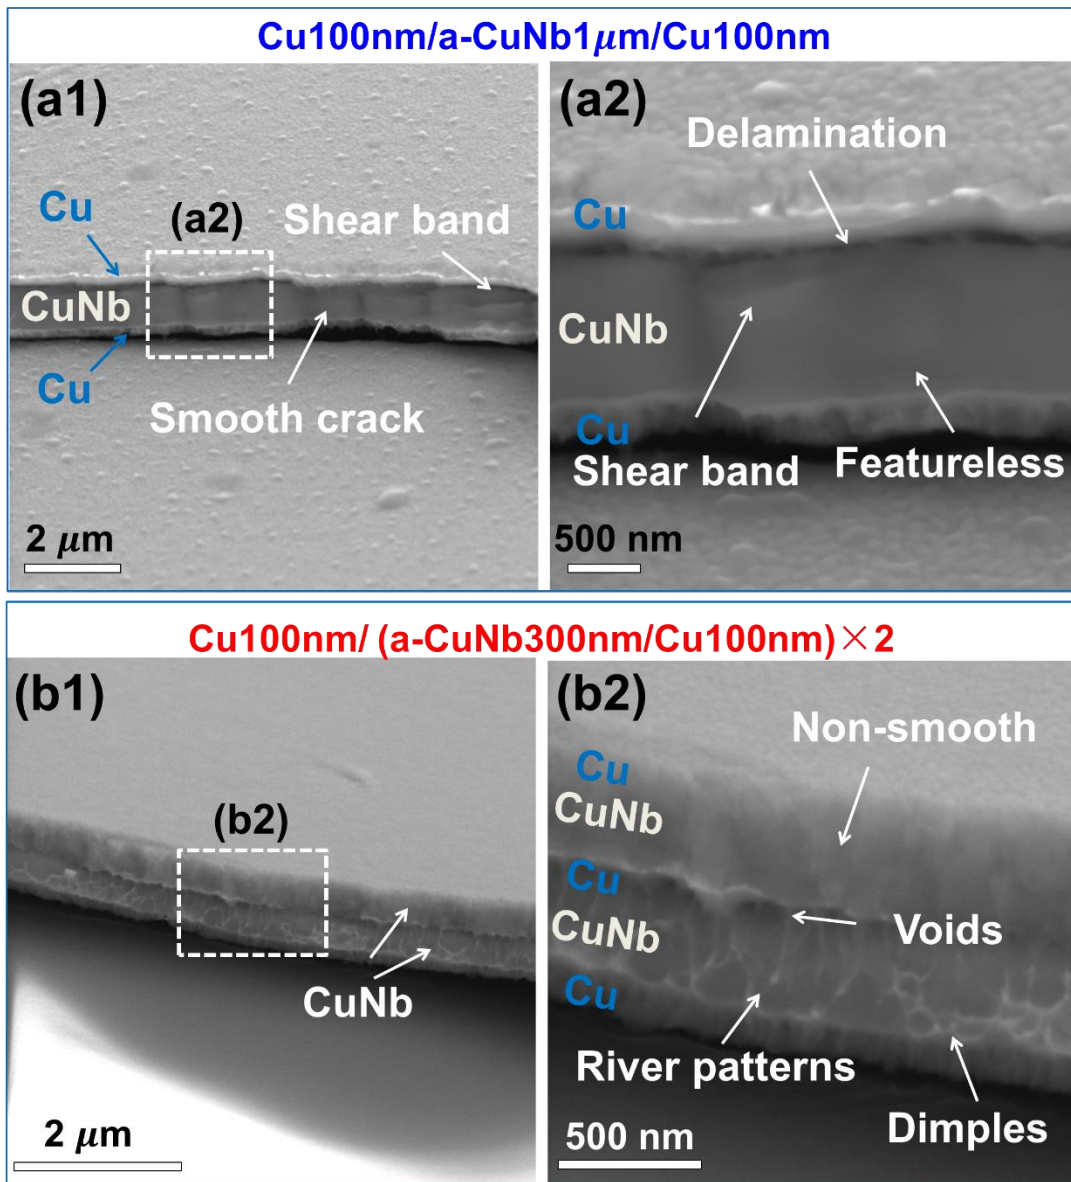 Cu100nm/a-CuNb1μm/Cu100nm
(a1)
Cu
(a2)
Shear band
CuNb
Cu
Smooth crack
2 μm
(a2)
Delamination
Cu
CuNb
Cu
Shear band
Featureless
500 nm
Cu100nm/ (a-CuNb300nm/Cu100nm)×2
(b1)
(b2)
CuNb
2 μm
(b2)
Non-smooth
Cu
CuNb
Cu
CuNb
Voids
Cu
River patterns
Dimples
500 nm